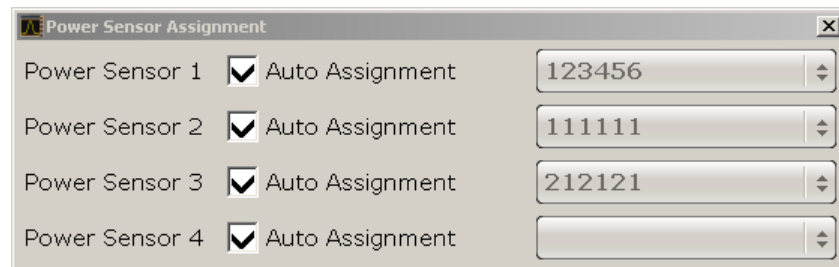 Power Sensor Assignment
Power Sensor 1 Auto Assignment 123456
Power Sensor 2 Auto Assignment 111111
Power Sensor 3 Auto Assignment 212121
Power Sensor 4 Auto Assignment